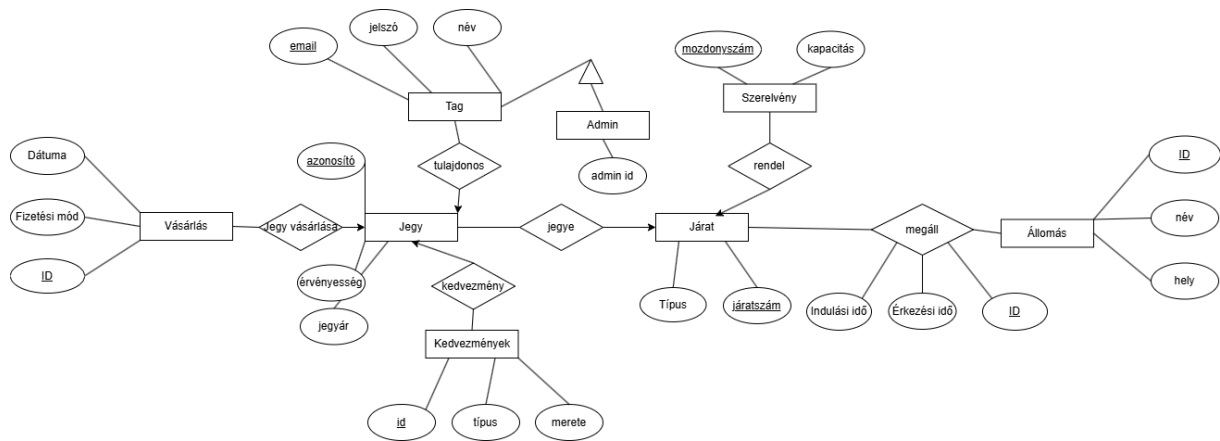 email
jelszó
név
mozdonyszám
kapacitás
Tag
Szerelvény
Admin
Dátuma
azonosító
tulajdonos
admin id
rendel
ID
Fizetési mód
Vásárlás
Jegy vásárlása
Jegy
jegye
Járat
megáll
Állomás
név
ID
érvényesség
kedvezmény
Típus
járatszám
Indulási idő
Érkezési idő
ID
hely
jegyár
Kedvezmények
id
típus
merete